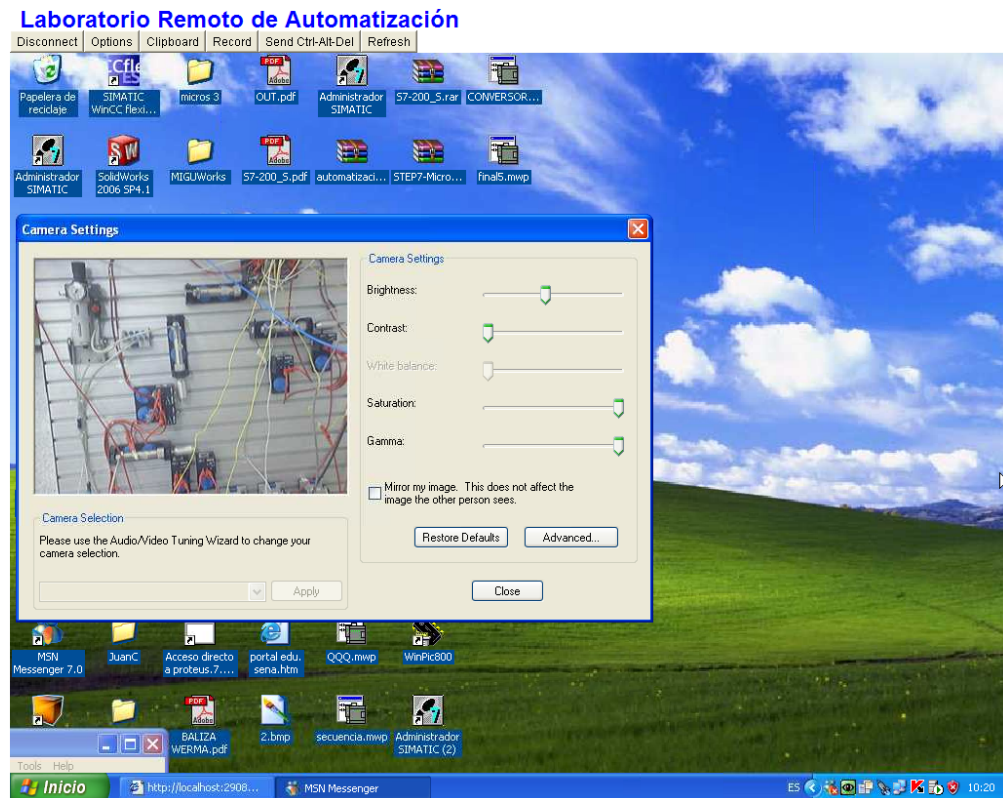 Laboratorio Remoto de Automatización
Disconnect Options Clipboard Record Send Ctrl-Alt-Del Refresh
Papelera de reciclaje
SIMATIC WinCC flexi...
micros 3
OUT.pdf
Administrador SIMATIC
S7-200_S.rar
CONVERSOR...
Administrador SIMATIC
SolidWorks 2006 SP4.1
MIGUWorks
S7-200_S.pdf
automatizaci...
STEP7-Micro...
final5.mwp
Camera Settings
Camera Settings
Brightness:
Contrast:
White balance:
Saturation:
Gamma:
Mirror my image. This does not affect the
image the other person sees.
Restore Defaults Advanced...
Camera Selection
Please use the Audio/Video Tuning Wizard to change your
camera selection.
Apply
Close
MSN Messenger 7.0
JuanC
Acceso directo a proteus.7....
portal edu. sena.htm
QQQ.mwp
WinPic800
BALIZA WERMA.pdf
2.bmp
secuencia.mwp
Administrador SIMATIC (2)
Tools Help
Inicio
http://localhost:2908...
MSN Messenger
ES
10:20